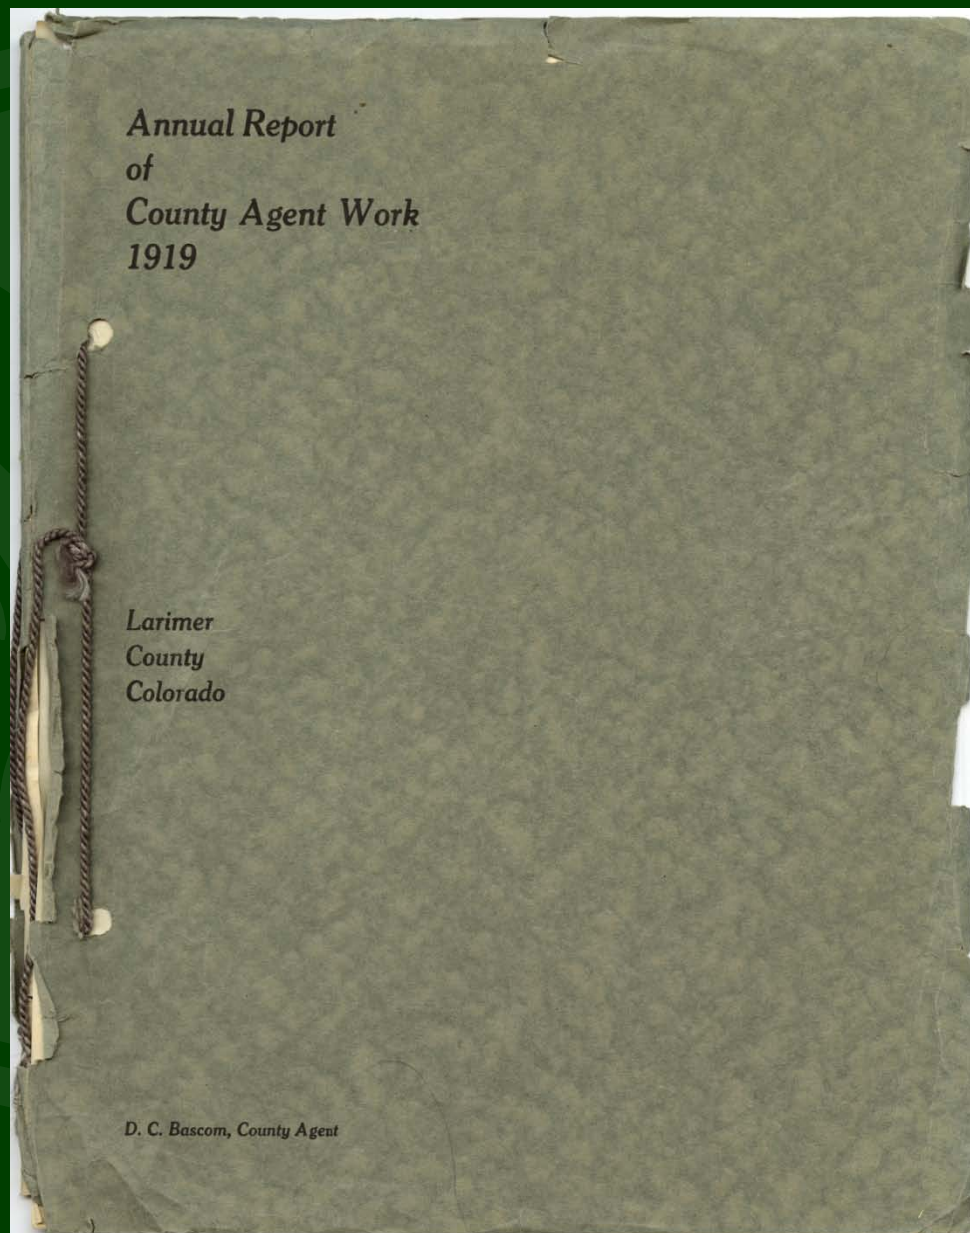 Annual Report
of
County Agent Work
1919
Larimer
County
Colorado
D. C. Bascom, County Agent